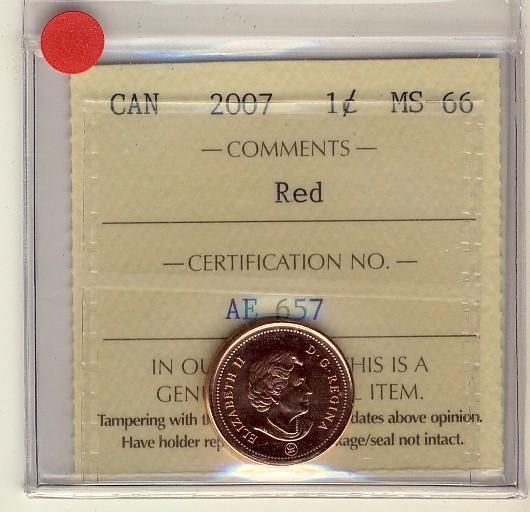 CAN 2007 1¢ MS 66
— COMMENTS —
Red
— CERTIFICATION NO. —
AE 657
IN OU HIS IS A
GEN L ITEM.
Tampering with th dates above opinion.
Have holder rep kage/seal not intact.
ELIZABETH II D·G·REGINA